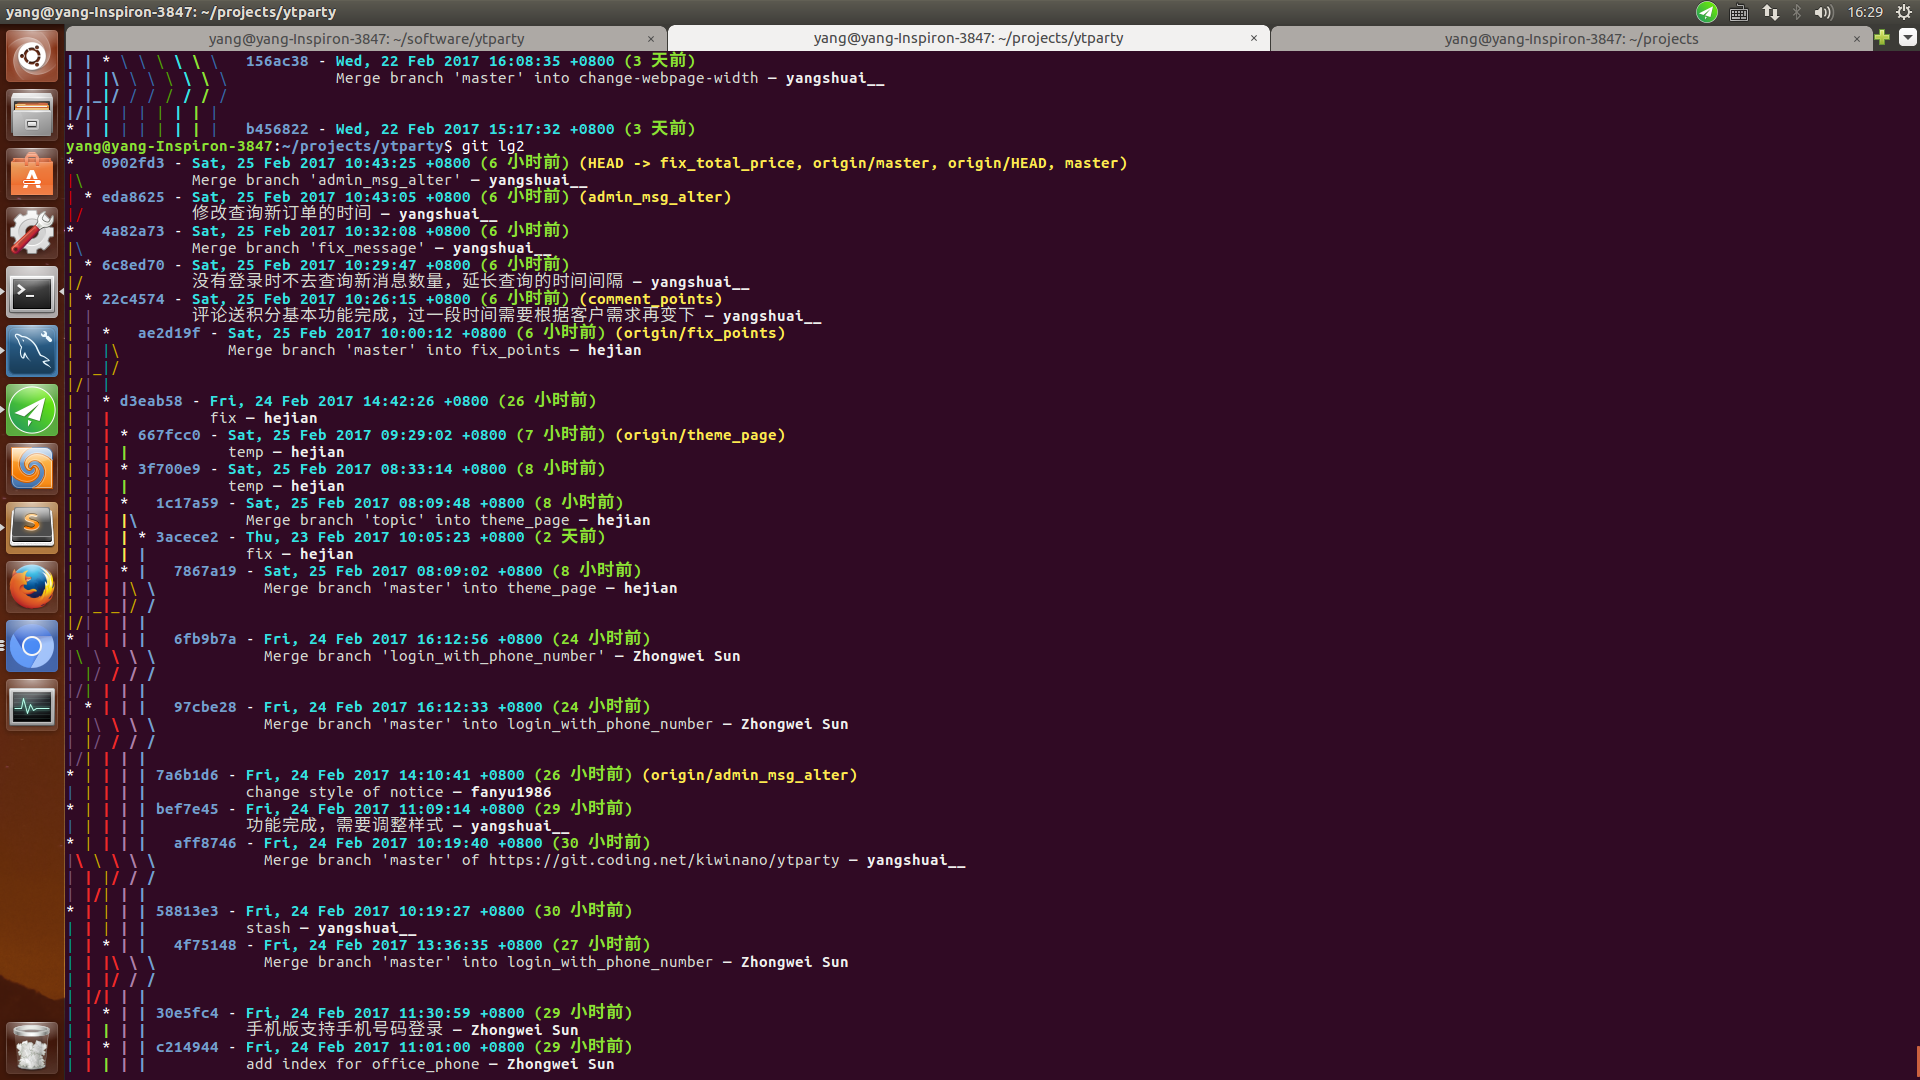 yang@yang-Inspiron-3847: ~/projects/ytparty
16:29
yang@yang-Inspiron-3847: ~/software/ytparty × yang@yang-Inspiron-3847: ~/projects/ytparty × yang@yang-Inspiron-3847: ~/projects ×
| | * \ \ \ \ \ \ 156ac38 - Wed, 22 Feb 2017 16:08:35 +0800 (3 天前)
| | |\ \ \ \ \ \ \ Merge branch 'master' into change-webpage-width — yangshuai__
| |_|/ / / / / / /
|/| | | | | | | |
* | | | | | | | | b456822 - Wed, 22 Feb 2017 15:17:32 +0800 (3 天前)
yang@yang-Inspiron-3847:~/projects/ytparty$ git lg2
* 0902fd3 - Sat, 25 Feb 2017 10:43:25 +0800 (6 小时前) (HEAD -> fix_total_price, origin/master, origin/HEAD, master)
|\ Merge branch 'admin_msg_alter' — yangshuai__
| * eda8625 - Sat, 25 Feb 2017 10:43:05 +0800 (6 小时前) (admin_msg_alter)
|/ 修改查询新订单的时间 — yangshuai__
* 4a82a73 - Sat, 25 Feb 2017 10:32:08 +0800 (6 小时前)
|\ Merge branch 'fix_message' — yangshuai__
| * 6c8ed70 - Sat, 25 Feb 2017 10:29:47 +0800 (6 小时前)
|/ 没有登录时不去查询新消息数量，延长查询的时间间隔 — yangshuai__
| * 22c4574 - Sat, 25 Feb 2017 10:26:15 +0800 (6 小时前) (comment_points)
| | 评论送积分基本功能完成，过一段时间需要根据客户需求再变下 — yangshuai__
| | * ae2d19f - Sat, 25 Feb 2017 10:00:12 +0800 (6 小时前) (origin/fix_points)
| | |\ Merge branch 'master' into fix_points — hejian
| |_|/
|/| |
| | * d3eab58 - Fri, 24 Feb 2017 14:42:26 +0800 (26 小时前)
| | | fix — hejian
| | | * 667fcc0 - Sat, 25 Feb 2017 09:29:02 +0800 (7 小时前) (origin/theme_page)
| | | | temp — hejian
| | | * 3f700e9 - Sat, 25 Feb 2017 08:33:14 +0800 (8 小时前)
| | | | temp — hejian
| | | * 1c17a59 - Sat, 25 Feb 2017 08:09:48 +0800 (8 小时前)
| | | |\ Merge branch 'topic' into theme_page — hejian
| | | | * 3acece2 - Thu, 23 Feb 2017 10:05:23 +0800 (2 天前)
| | | | | fix — hejian
| | | * | 7867a19 - Sat, 25 Feb 2017 08:09:02 +0800 (8 小时前)
| | | |\ \ Merge branch 'master' into theme_page — hejian
| |_|_|/ /
|/| | | |
* | | | | 6fb9b7a - Fri, 24 Feb 2017 16:12:56 +0800 (24 小时前)
|\ \ \ \ \ Merge branch 'login_with_phone_number' — Zhongwei Sun
| |/ / / /
|/| | | |
| * | | | 97cbe28 - Fri, 24 Feb 2017 16:12:33 +0800 (24 小时前)
| |\ \ \ \ Merge branch 'master' into login_with_phone_number — Zhongwei Sun
| |/ / / /
|/| | | |
* | | | | 7a6b1d6 - Fri, 24 Feb 2017 14:10:41 +0800 (26 小时前) (origin/admin_msg_alter)
| | | | | change style of notice — fanyu1986
* | | | | bef7e45 - Fri, 24 Feb 2017 11:09:14 +0800 (29 小时前)
| | | | | 功能完成，需要调整样式 — yangshuai__
* | | | | aff8746 - Fri, 24 Feb 2017 10:19:40 +0800 (30 小时前)
|\ \ \ \ \ Merge branch 'master' of https://git.coding.net/kiwinano/ytparty — yangshuai__
| | |/ / /
| |/| | |
* | | | | 58813e3 - Fri, 24 Feb 2017 10:19:27 +0800 (30 小时前)
| | | | | stash — yangshuai__
| | * | | 4f75148 - Fri, 24 Feb 2017 13:36:35 +0800 (27 小时前)
| | |\ \ \ Merge branch 'master' into login_with_phone_number — Zhongwei Sun
| | |/ / /
| |/| | |
| | * | | 30e5fc4 - Fri, 24 Feb 2017 11:30:59 +0800 (29 小时前)
| | | | | 手机版支持手机号码登录 — Zhongwei Sun
| | * | | c214944 - Fri, 24 Feb 2017 11:01:00 +0800 (29 小时前)
| | | | | add index for office_phone — Zhongwei Sun